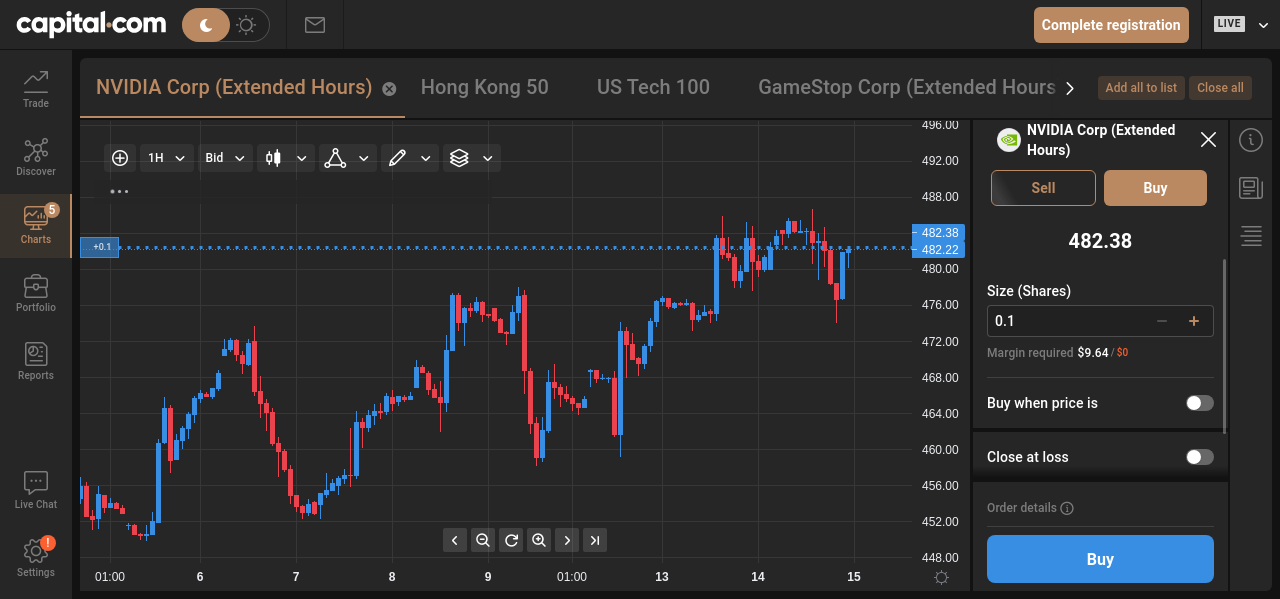 capital.com
Complete registration
LIVE
Trade
Discover
5
Charts
Portfolio
Reports
Live Chat
!
Settings
NVIDIA Corp (Extended Hours)
Hong Kong 50
US Tech 100
GameStop Corp (Extended Hours
Add all to list
Close all
1H
Bid
+0.1
496.00
492.00
488.00
482.38
482.22
480.00
476.00
472.00
468.00
464.00
460.00
456.00
452.00
448.00
01:00
6
7
8
9
01:00
13
14
15
NVIDIA Corp (Extended
Hours)
Sell
Buy
482.38
Size (Shares)
0.1
Margin required $9.64 / $0
Buy when price is
Close at loss
Order details
Buy